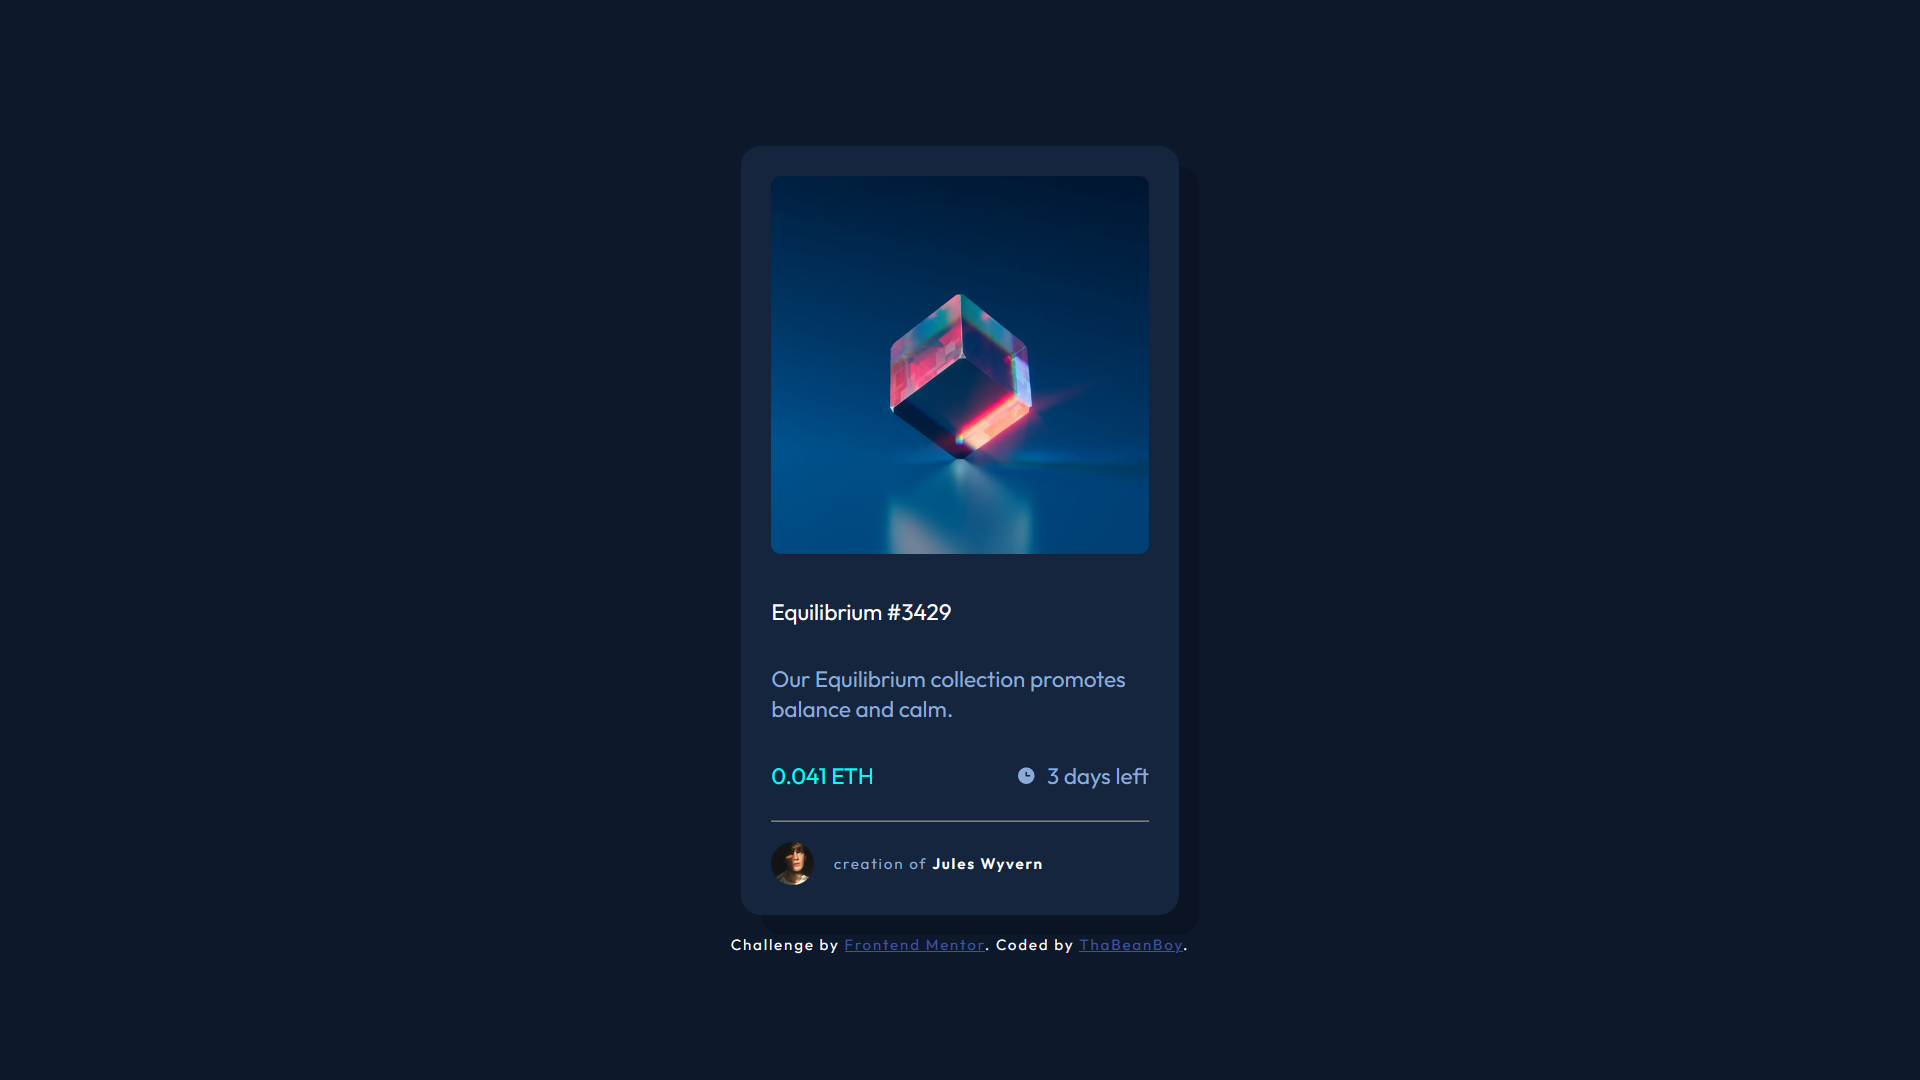 Equilibrium #3429
Our Equilibrium collection promotes
balance and calm.
0.041 ETH
3 days left
creation of Jules Wyvern
Challenge by Frontend Mentor. Coded by ThaBeanBoy.